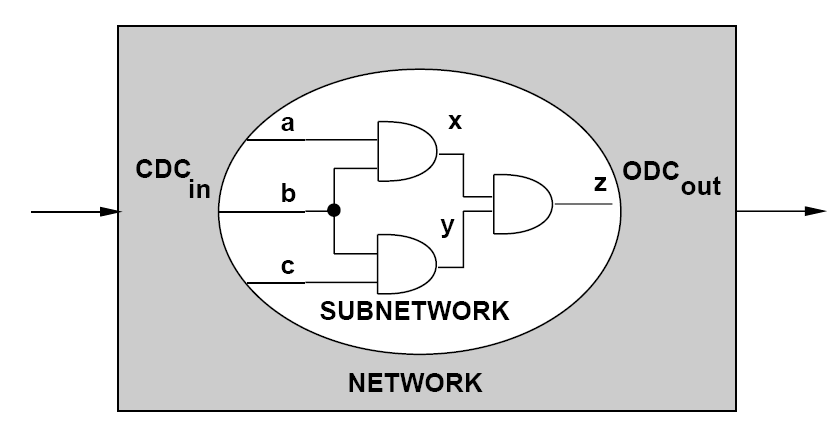 a
x
CDC in
b
z
ODC out
y
c
SUBNETWORK
NETWORK